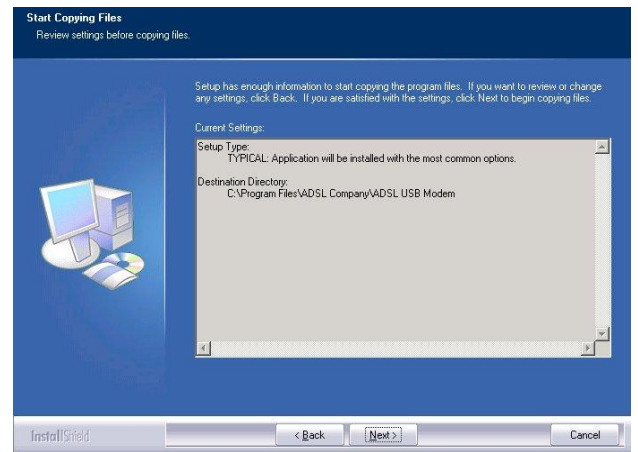 Start Copying Files
Review settings before copying files.
Setup has enough information to start copying the program files. If you want to review or change
any settings, click Back. If you are satisfied with the settings, click Next to begin copying files.
Current Settings:
Setup Type:
TYPICAL: Application will be installed with the most common options.
Destination Directory:
C:\Program Files\ADSL Company\ADSL USB Modem
InstallShield
< Back
Next >
Cancel